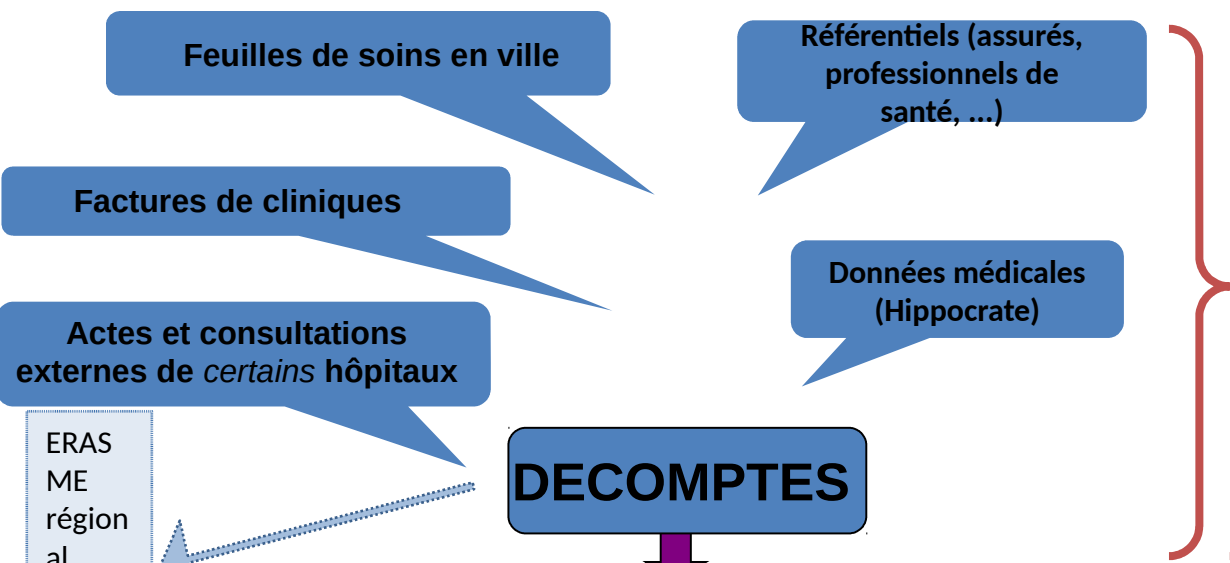 Feuilles de soins en ville
Référentiels (assurés,
professionnels de
santé, ...)
Factures de cliniques
Données médicales
(Hippocrate)
Actes et consultations
externes de certains hôpitaux
ERAS
ME
région
al
DECOMPTES